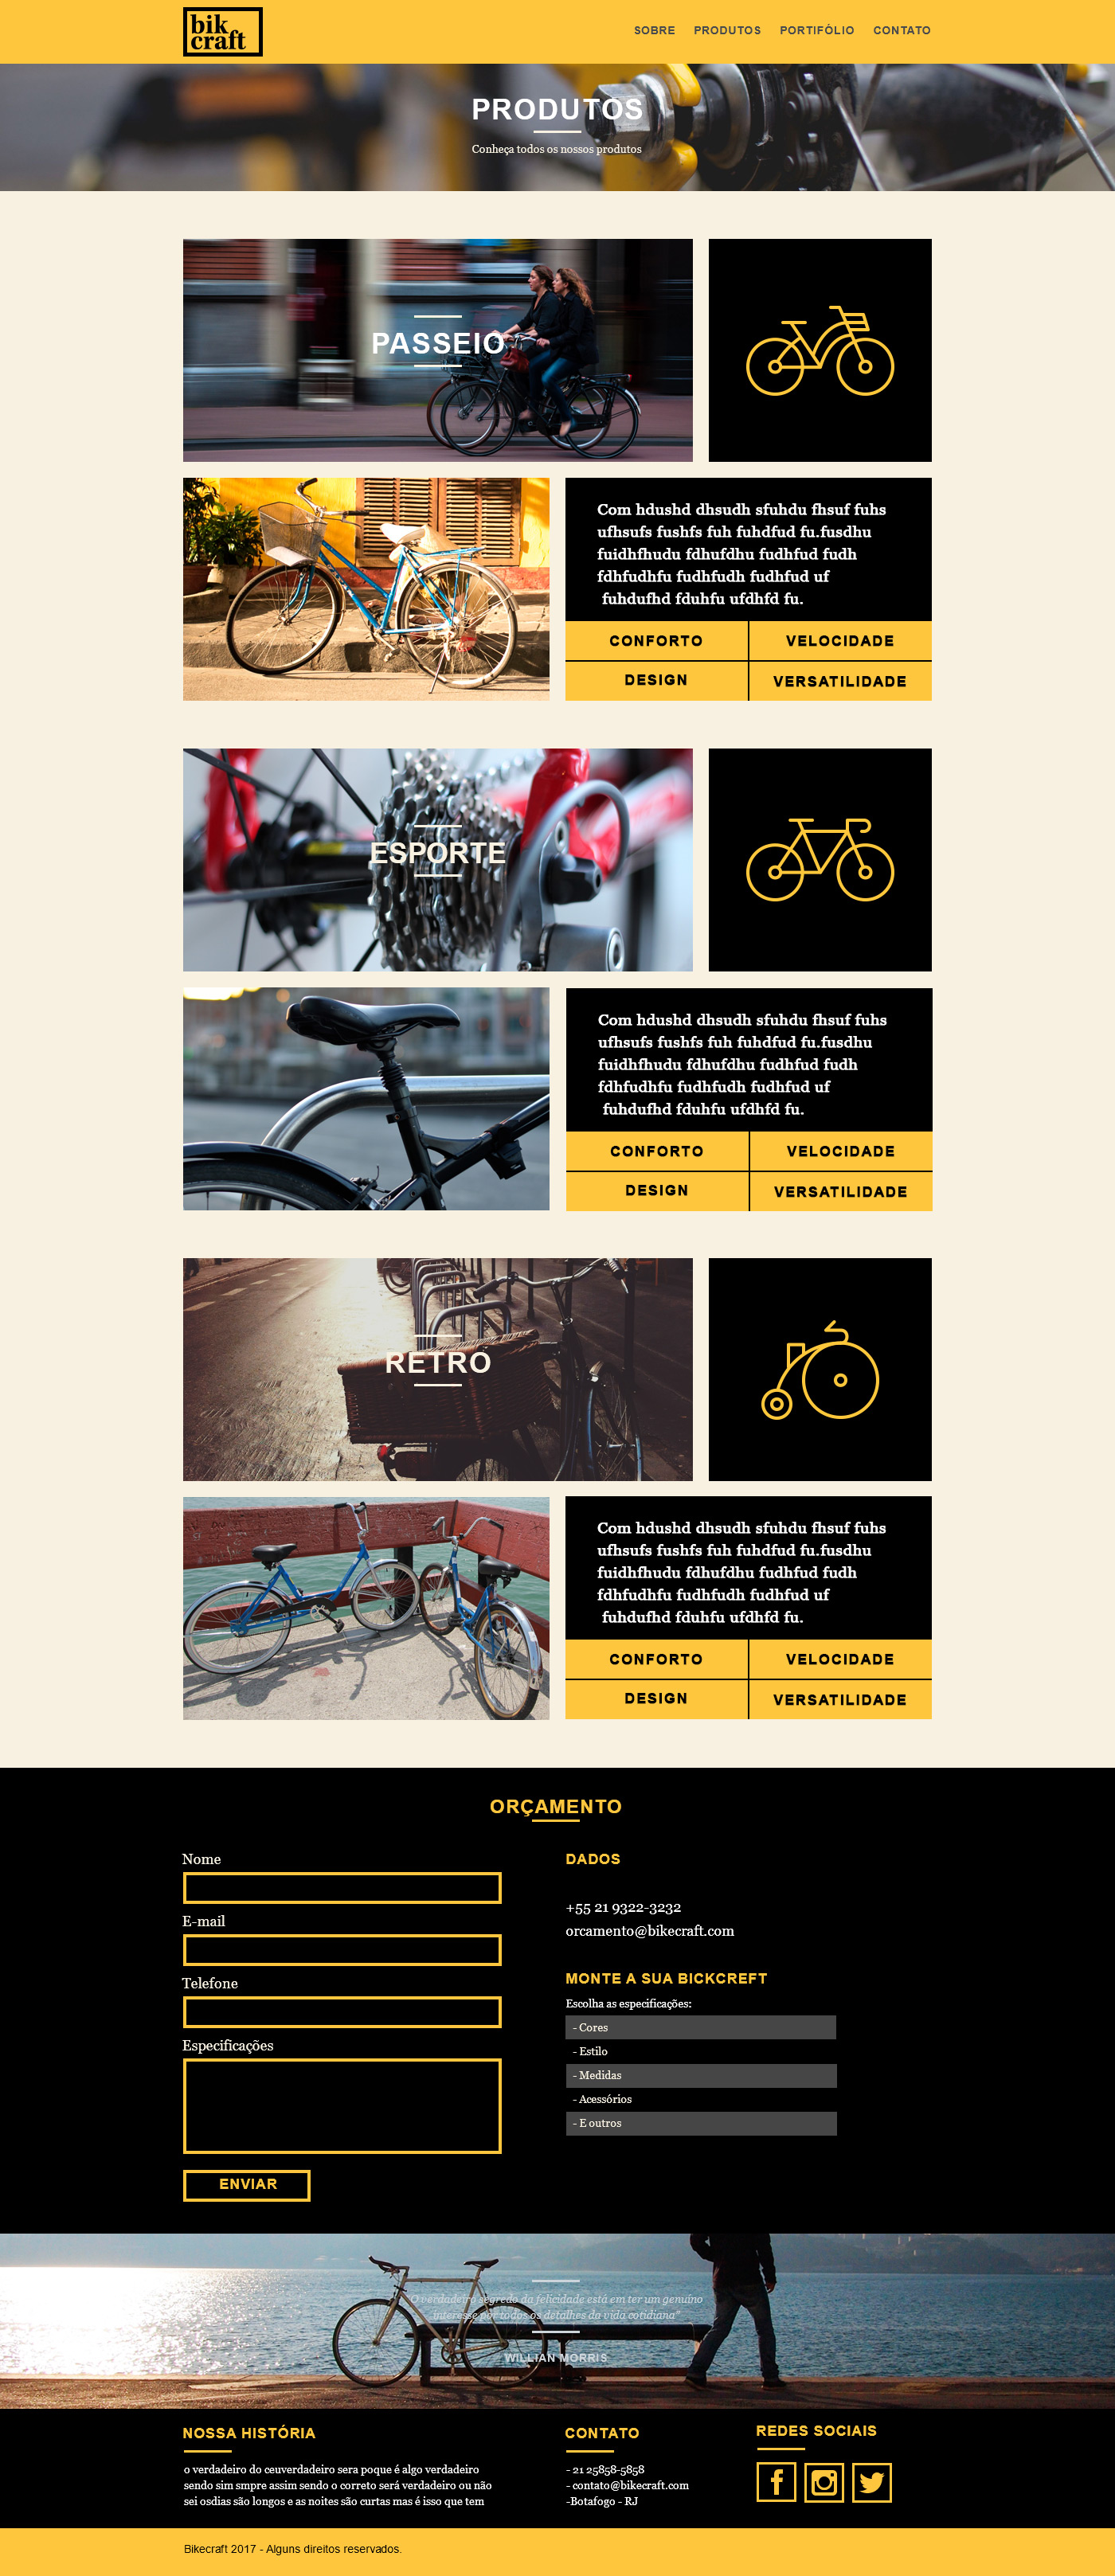 bik
craft
SOBRE PRODUTOS PORTIFÓLIO CONTATO
PRODUTOS
Conheça todos os nossos produtos
PASSEIO
Com hdushd dhsudh sfuhdu fhsuf fuhs
ufhsufs fushfs fuh fuhdfud fu.fusdhu
fuidhfhudu fdhufdhu fudhfud fudh
fdhfudhfu fudhfudh fudhfud uf
fuhdufhd fduhfu ufdhfd fu.
CONFORTO VELOCIDADE
DESIGN VERSATILIDADE
ESPORTE
Com hdushd dhsudh sfuhdu fhsuf fuhs
ufhsufs fushfs fuh fuhdfud fu.fusdhu
fuidhfhudu fdhufdhu fudhfud fudh
fdhfudhfu fudhfudh fudhfud uf
fuhdufhd fduhfu ufdhfd fu.
CONFORTO VELOCIDADE
DESIGN VERSATILIDADE
RETRO
Com hdushd dhsudh sfuhdu fhsuf fuhs
ufhsufs fushfs fuh fuhdfud fu.fusdhu
fuidhfhudu fdhufdhu fudhfud fudh
fdhfudhfu fudhfudh fudhfud uf
fuhdufhd fduhfu ufdhfd fu.
CONFORTO VELOCIDADE
DESIGN VERSATILIDADE
ORÇAMENTO
Nome
E-mail
Telefone
Especificações
ENVIAR
DADOS
+55 21 9322-3232
orcamento@bikecraft.com
MONTE A SUA BICKCREFT
Escolha as especificações:
- Cores
- Estilo
- Medidas
- Acessórios
- E outros
"O verdadeiro segredo da felicidade está em ter um genuíno
interesse por todos os detalhes da vida cotidiana"
WILLIAN MORRIS
NOSSA HISTÓRIA
o verdadeiro do ceuverdadeiro sera poque é algo verdadeiro
sendo sim smpre assim sendo o correto será verdadeiro ou não
sei osdias são longos e as noites são curtas mas é isso que tem
CONTATO
- 21 25858-5858
- contato@bikecraft.com
-Botafogo - RJ
REDES SOCIAIS
Bikecraft 2017 - Alguns direitos reservados.